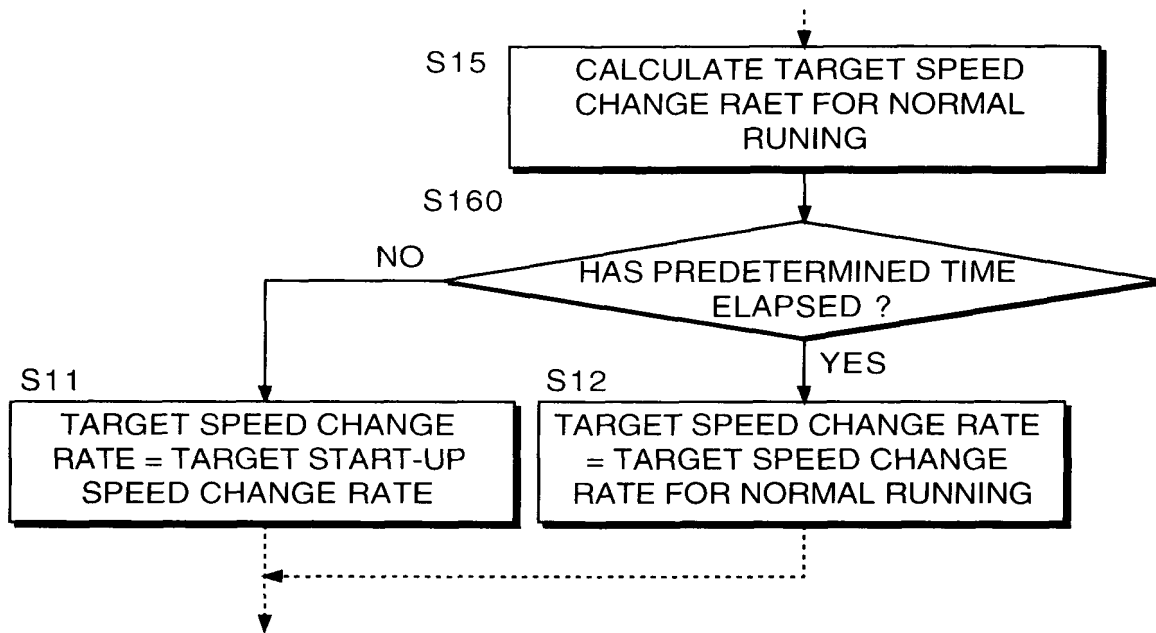 S15
CALCULATE TARGET SPEED
CHANGE RAET FOR NORMAL
RUNING
S160
NO
HAS PREDETERMINED TIME
ELAPSED ?
YES
S11
TARGET SPEED CHANGE
RATE = TARGET START-UP
SPEED CHANGE RATE
S12
TARGET SPEED CHANGE RATE
= TARGET SPEED CHANGE
RATE FOR NORMAL RUNNING